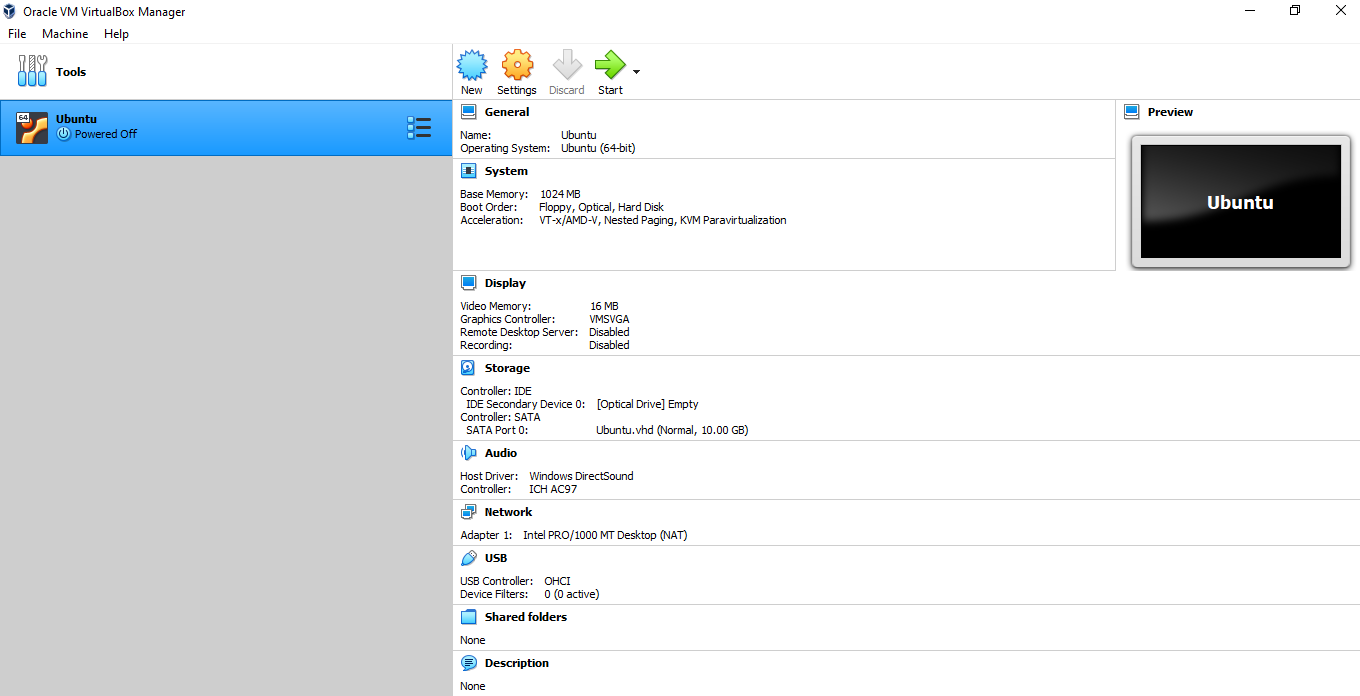 Oracle VM VirtualBox Manager
File Machine Help
Tools
New Settings Discard Start
64
Ubuntu
Powered Off
General
Name: Ubuntu
Operating System: Ubuntu (64-bit)
Preview
Ubuntu
System
Base Memory: 1024 MB
Boot Order: Floppy, Optical, Hard Disk
Acceleration: VT-x/AMD-V, Nested Paging, KVM Paravirtualization
Display
Video Memory: 16 MB
Graphics Controller: VMSVGA
Remote Desktop Server: Disabled
Recording: Disabled
Storage
Controller: IDE
IDE Secondary Device 0: [Optical Drive] Empty
Controller: SATA
SATA Port 0: Ubuntu.vhd (Normal, 10.00 GB)
Audio
Host Driver: Windows DirectSound
Controller: ICH AC97
Network
Adapter 1: Intel PRO/1000 MT Desktop (NAT)
USB
USB Controller: OHCI
Device Filters: 0 (0 active)
Shared folders
None
Description
None